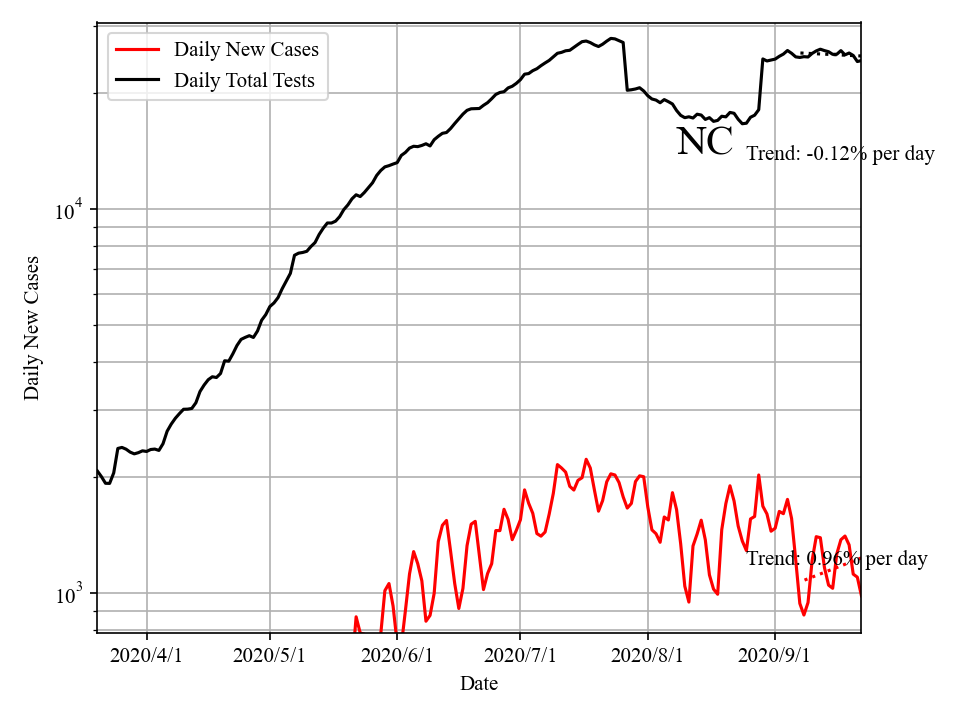 Daily New Cases
Daily Total Tests
NC
Trend: -0.12% per day
10^4
Daily New Cases
Trend: 0.96% per day
10^3
2020/4/1 2020/5/1 2020/6/1 2020/7/1 2020/8/1 2020/9/1
Date